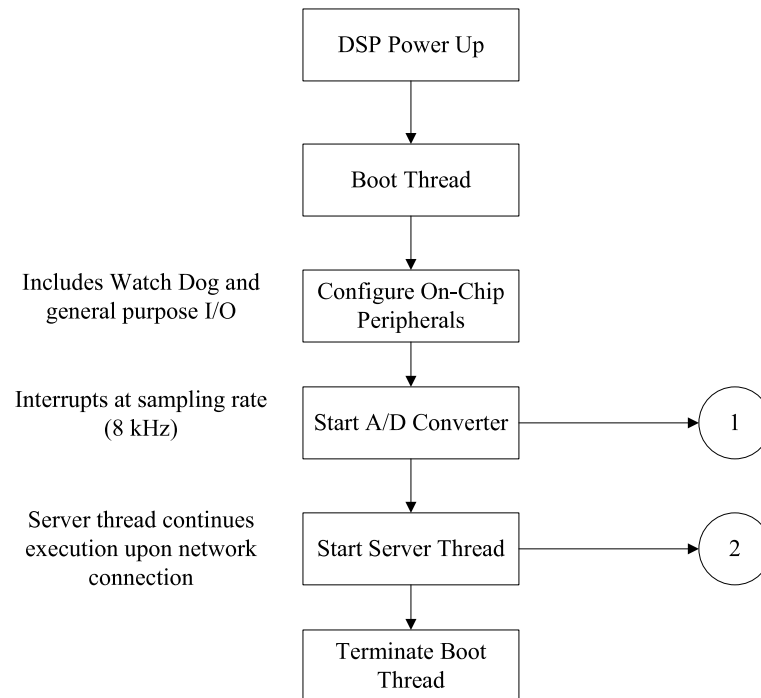 DSP Power Up
Boot Thread
Includes Watch Dog and
general purpose I/O
Configure On-Chip
Peripherals
Interrupts at sampling rate
(8 kHz)
Start A/D Converter
1
Server thread continues
execution upon network
connection
Start Server Thread
2
Terminate Boot
Thread